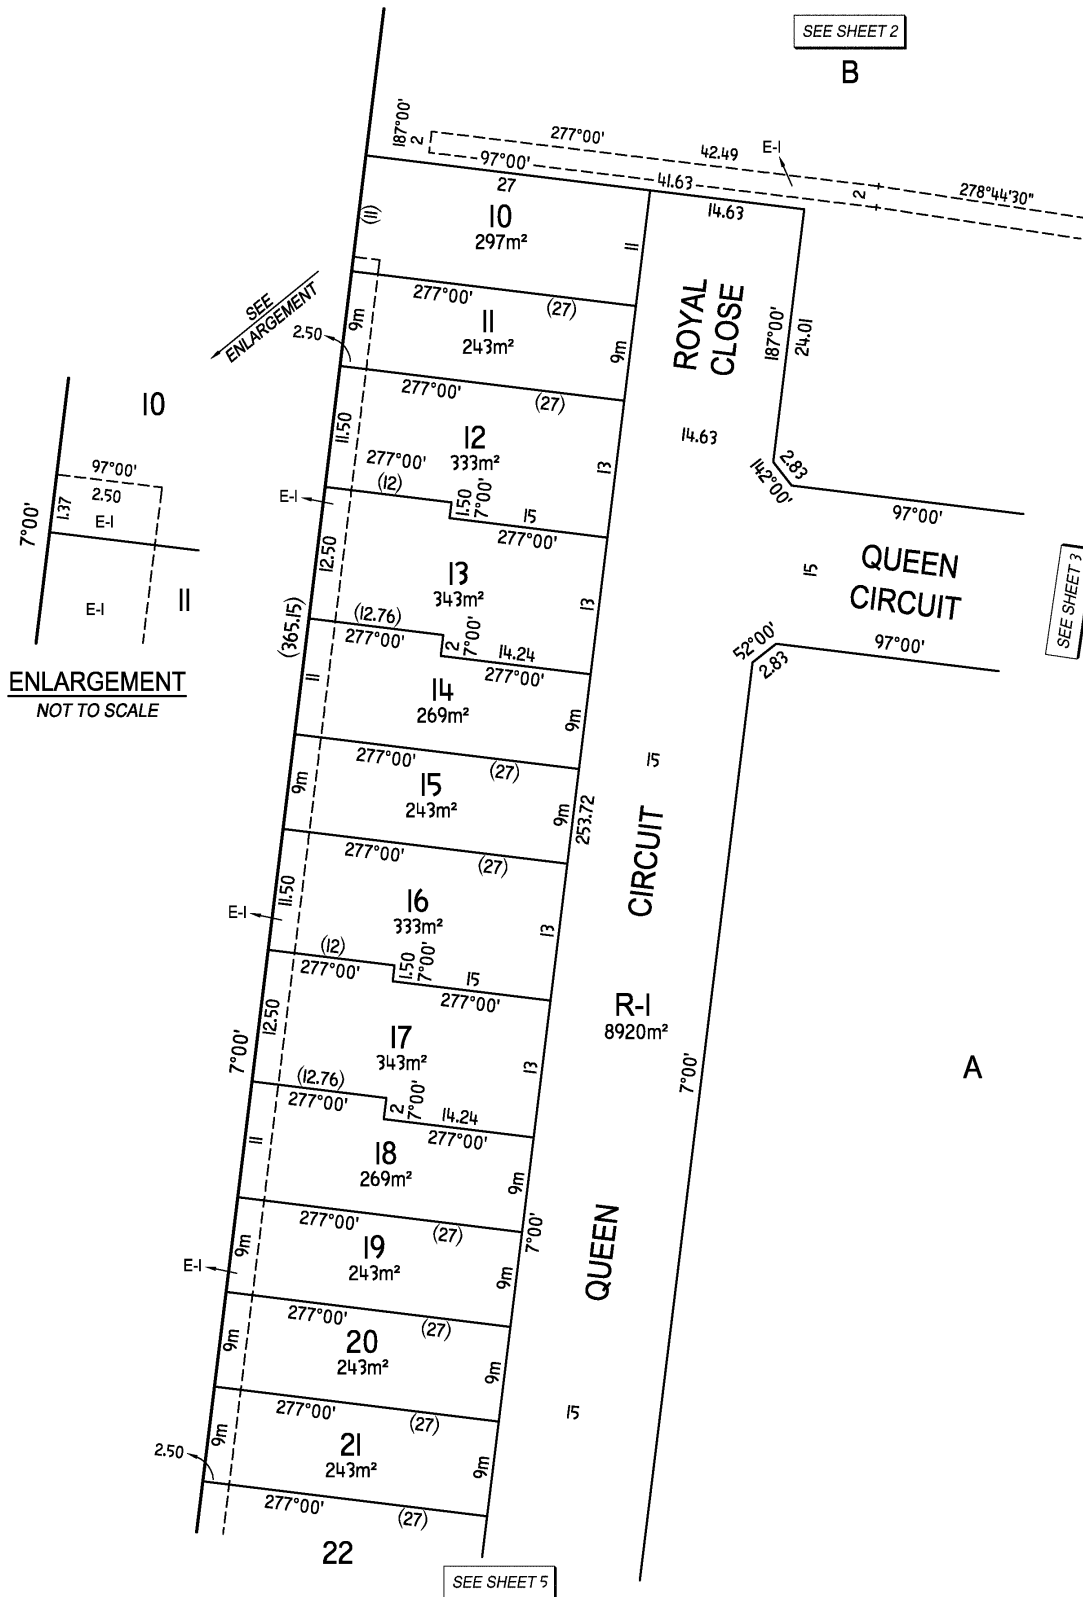 SEE SHEET 2
B
187°00'
2
277°00'
42.49
E-1
97°00'
41.63
2
278°44'30"
27
14.63
(11)
10
297m²
11
SEE
ENLARGEMENT
277°00'
(27)
ROYAL
CLOSE
187°00'
24.01
9m
2.50
11
243m²
9m
277°00'
(27)
14.63
11.50
12
333m²
13
277°00'
(12)
1.50
7°00'
15
277°00'
2.83
142°00'
97°00'
E-1
10
97°00'
2.50
1.37
E-1
7°00'
E-1
11
ENLARGEMENT
NOT TO SCALE
12.50
13
343m²
13
15
QUEEN
CIRCUIT
SEE SHEET 3
(365.15)
(12.76)
277°00'
2
7°00'
14.24
277°00'
52°00'
2.83
97°00'
11
14
269m²
9m
277°00'
(27)
15
9m
15
243m²
9m
253.72
277°00'
(27)
CIRCUIT
11.50
E-1
16
333m²
13
(12)
277°00'
1.50
7°00'
15
277°00'
R-1
8920m²
12.50
7°00'
17
343m²
13
7°00'
A
(12.76)
277°00'
2
7°00'
14.24
277°00'
11
18
269m²
9m
277°00'
(27)
7°00'
QUEEN
9m
E-1
19
243m²
9m
277°00'
(27)
9m
20
243m²
9m
277°00'
(27)
15
9m
2.50
21
243m²
9m
277°00'
(27)
22
SEE SHEET 5